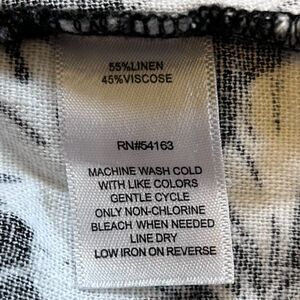 55%LINEN
45%VISCOSE
RN#54163
MACHINE WASH COLD
WITH LIKE COLORS
GENTLE CYCLE
ONLY NON-CHLORINE
BLEACH WHEN NEEDED
LINE DRY
LOW IRON ON REVERSE